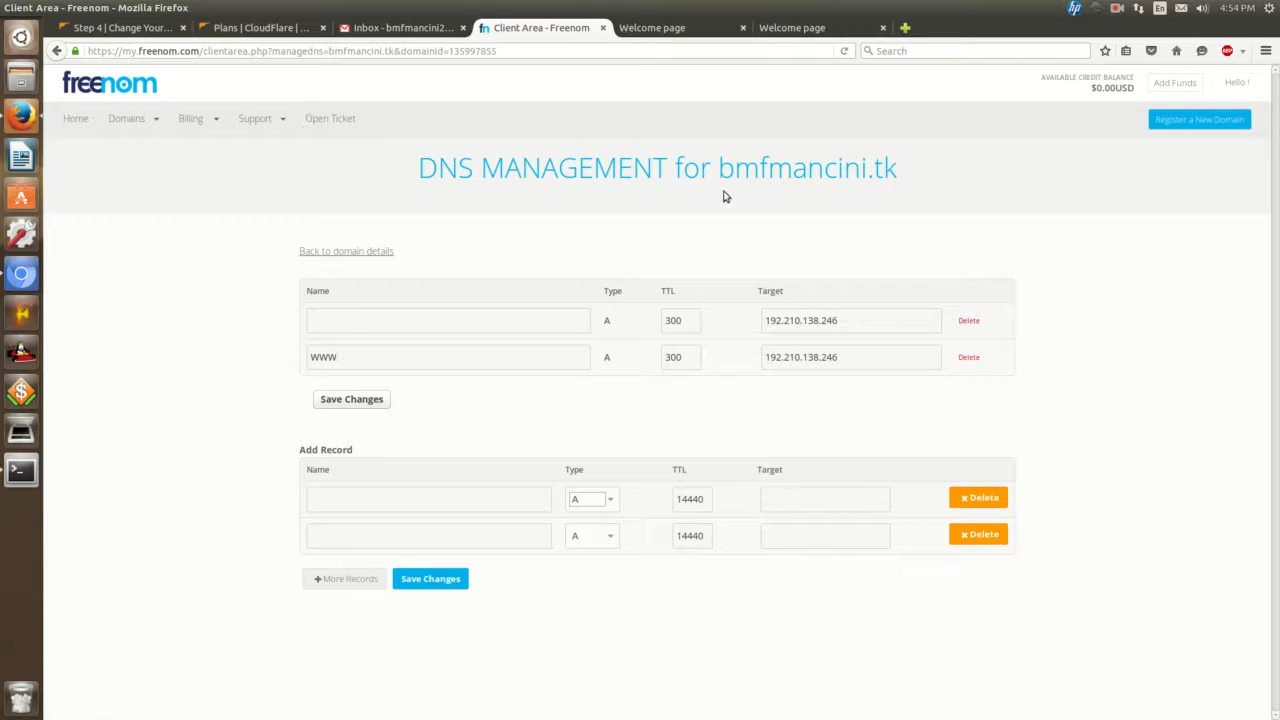 Client Area - Freenom - Mozilla Firefox
En
4:54 PM
Step 4 | Change Your...
Plans | CloudFlare | ...
Inbox - bmfmancini2...
fn Client Area - Freenom
Welcome page
Welcome page
https://my.freenom.com/clientarea.php?managedns=bmfmancini.tk&domainid=135997855
Search
ABP
freenom
AVAILABLE CREDIT BALANCE
$0.00USD
Add Funds
Hello !
Home
Domains
Billing
Support
Open Ticket
Register a New Domain
DNS MANAGEMENT for bmfmancini.tk
Back to domain details
Name Type TTL Target
A 300 192.210.138.246 Delete
WWW A 300 192.210.138.246 Delete
Save Changes
Add Record
Name Type TTL Target
A 14440 Delete
A 14440 Delete
+ More Records
Save Changes